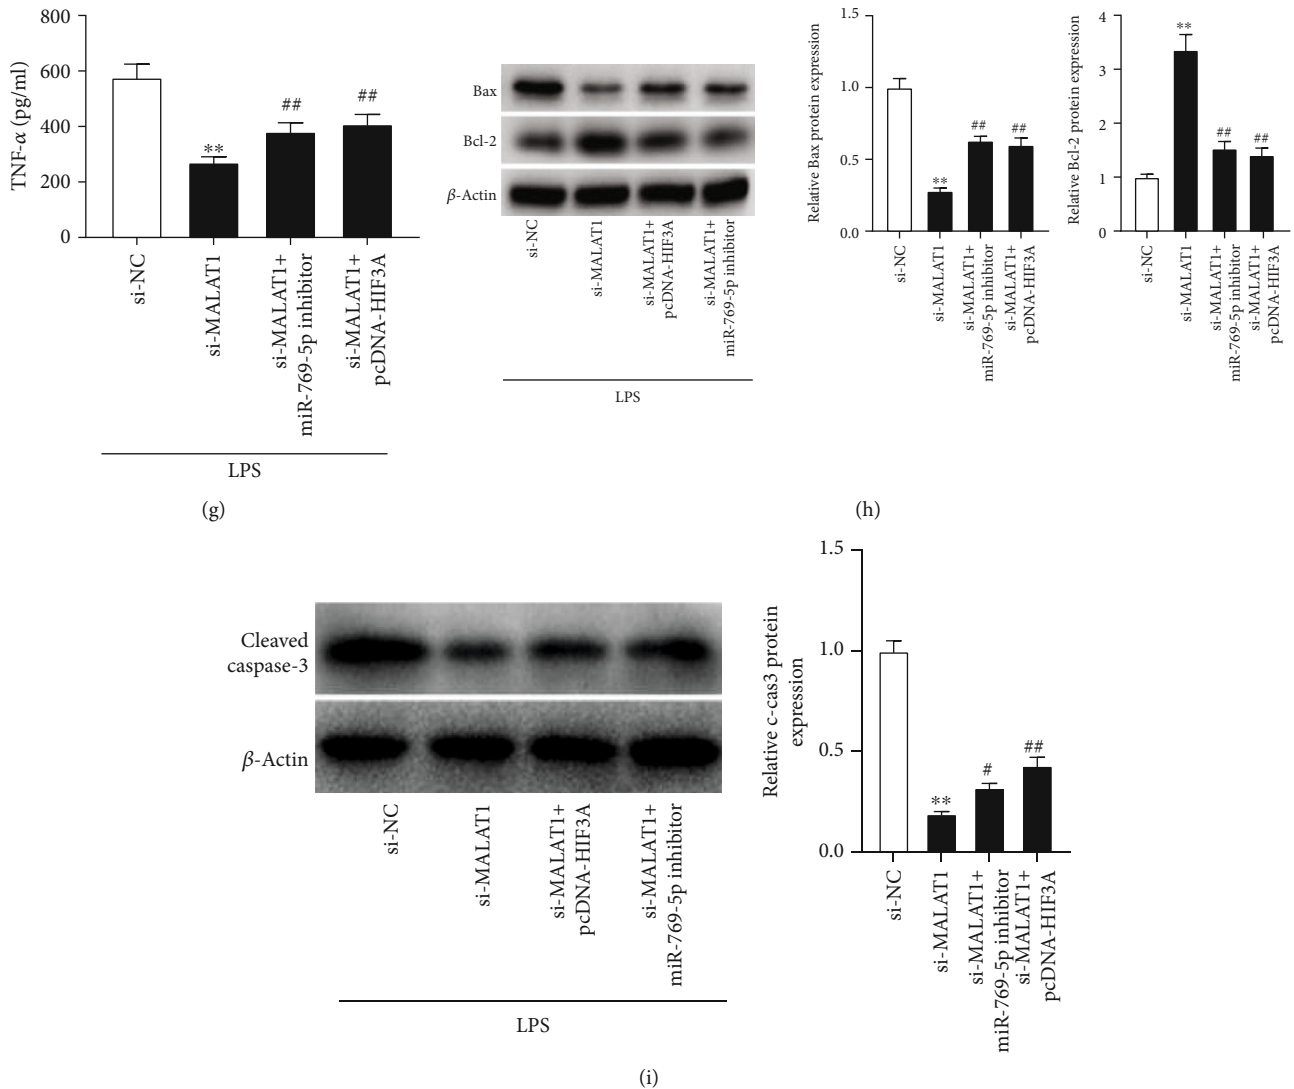 800
600
400
200
0
TNF-α (pg/ml)
**
##
##
si-NC
si-MALAT1
si-MALAT1+
miR-769-5p inhibitor
si-MALAT1+
pcDNA-HIF3A
LPS
(g)
Bax
Bcl-2
β-Actin
si-NC
si-MALAT1
si-MALAT1+
pcDNA-HIF3A
si-MALAT1+
miR-769-5p inhibitor
LPS
1.5
1.0
0.5
0.0
Relative Bax protein expression
**
##
##
si-NC
si-MALAT1
si-MALAT1+
miR-769-5p inhibitor
si-MALAT1+
pcDNA-HIF3A
4
3
2
1
0
Relative Bcl-2 protein expression
**
##
##
si-NC
si-MALAT1
si-MALAT1+
miR-769-5p inhibitor
si-MALAT1+
pcDNA-HIF3A
(h)
Cleaved
caspase-3
β-Actin
si-NC
si-MALAT1
si-MALAT1+
pcDNA-HIF3A
si-MALAT1+
miR-769-5p inhibitor
LPS
1.5
1.0
0.5
0.0
Relative c-cas3 protein
expression
**
#
##
si-NC
si-MALAT1
si-MALAT1+
miR-769-5p inhibitor
si-MALAT1+
pcDNA-HIF3A
(i)